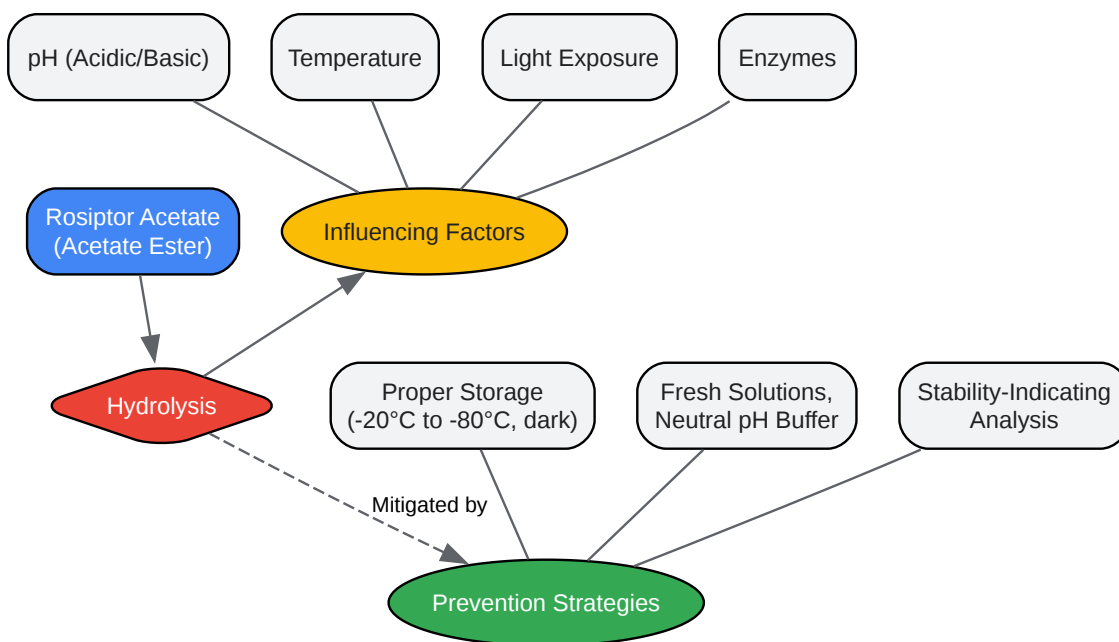 pH (Acidic/Basic)
Temperature
Light Exposure
Enzymes
Rosiptor Acetate
(Acetate Ester)
Influencing Factors
Hydrolysis
Proper Storage
(-20°C to -80°C, dark)
Fresh Solutions,
Neutral pH Buffer
Stability-Indicating
Analysis
Mitigated by
Prevention Strategies